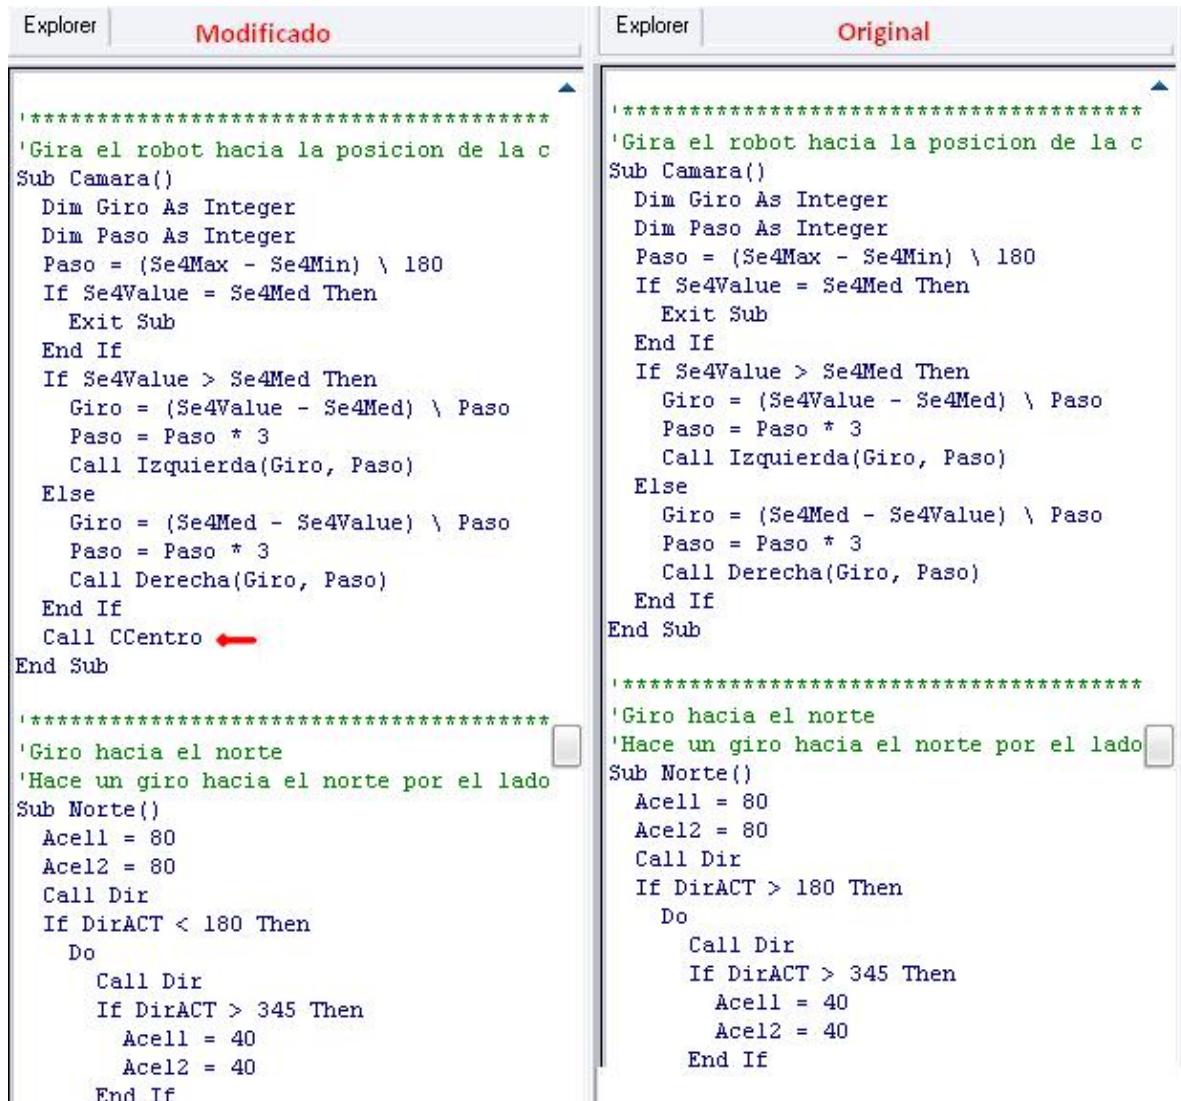 Explorer
Modificado
'***************************************
'Gira el robot hacia la posicion de la c
Sub Camara()
  Dim Giro As Integer
  Dim Paso As Integer
  Paso = (Se4Max - Se4Min) \ 180
  If Se4Value = Se4Med Then
    Exit Sub
  End If
  If Se4Value > Se4Med Then
    Giro = (Se4Value - Se4Med) \ Paso
    Paso = Paso * 3
    Call Izquierda(Giro, Paso)
  Else
    Giro = (Se4Med - Se4Value) \ Paso
    Paso = Paso * 3
    Call Derecha(Giro, Paso)
  End If
  Call CCentro
End Sub
'***************************************
'Giro hacia el norte
'Hace un giro hacia el norte por el lado
Sub Norte()
  Acel1 = 80
  Acel2 = 80
  Call Dir
  If DirACT < 180 Then
    Do
      Call Dir
      If DirACT > 345 Then
        Acel1 = 40
        Acel2 = 40
      End If
Explorer
Original
'***************************************
'Gira el robot hacia la posicion de la c
Sub Camara()
  Dim Giro As Integer
  Dim Paso As Integer
  Paso = (Se4Max - Se4Min) \ 180
  If Se4Value = Se4Med Then
    Exit Sub
  End If
  If Se4Value > Se4Med Then
    Giro = (Se4Value - Se4Med) \ Paso
    Paso = Paso * 3
    Call Izquierda(Giro, Paso)
  Else
    Giro = (Se4Med - Se4Value) \ Paso
    Paso = Paso * 3
    Call Derecha(Giro, Paso)
  End If
End Sub
'***************************************
'Giro hacia el norte
'Hace un giro hacia el norte por el lado
Sub Norte()
  Acel1 = 80
  Acel2 = 80
  Call Dir
  If DirACT > 180 Then
    Do
      Call Dir
      If DirACT > 345 Then
        Acel1 = 40
        Acel2 = 40
      End If